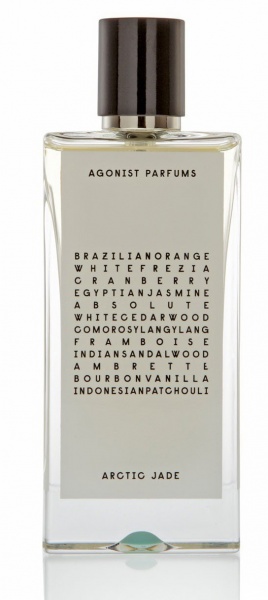 AGONIST PARFUMS
BRAZILIANORANGE
WHITEFREZIA
CRANBERRY
EGYPTIANJASMINE
ABSOLUTE
WHITECEDARWOOD
COMOROSYLANGYLANG
FRAMBOISE
INDIANSANDALWOOD
AMBRETTE
BOURBONVANILLA
INDONESIANPATCHOULI
ARCTIC JADE